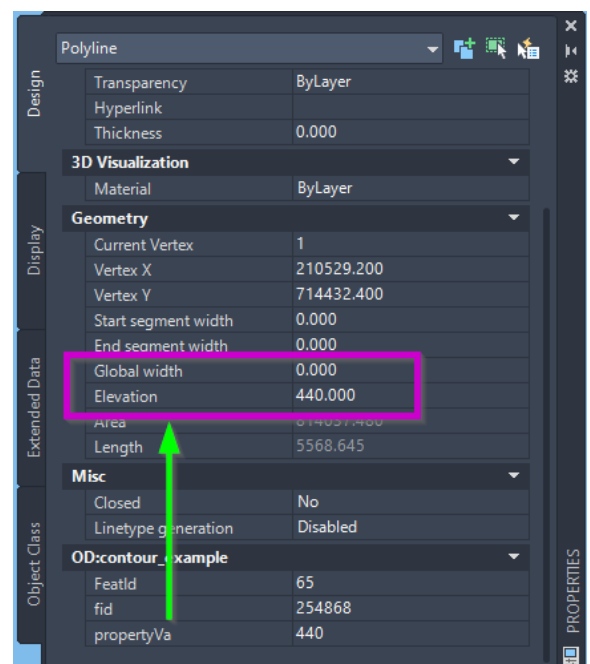 Polyline
Design
Display
Extended Data
Object Class
PROPERTIES
Transparency ByLayer
Hyperlink
Thickness 0.000
3D Visualization
Material ByLayer
Geometry
Current Vertex 1
Vertex X 210529.200
Vertex Y 714432.400
Start segment width 0.000
End segment width 0.000
Global width 0.000
Elevation 440.000
Area
Length 5568.645
Misc
Closed No
Linetype generation Disabled
OD:contour_example
FeatId 65
fid 254868
propertyVa 440